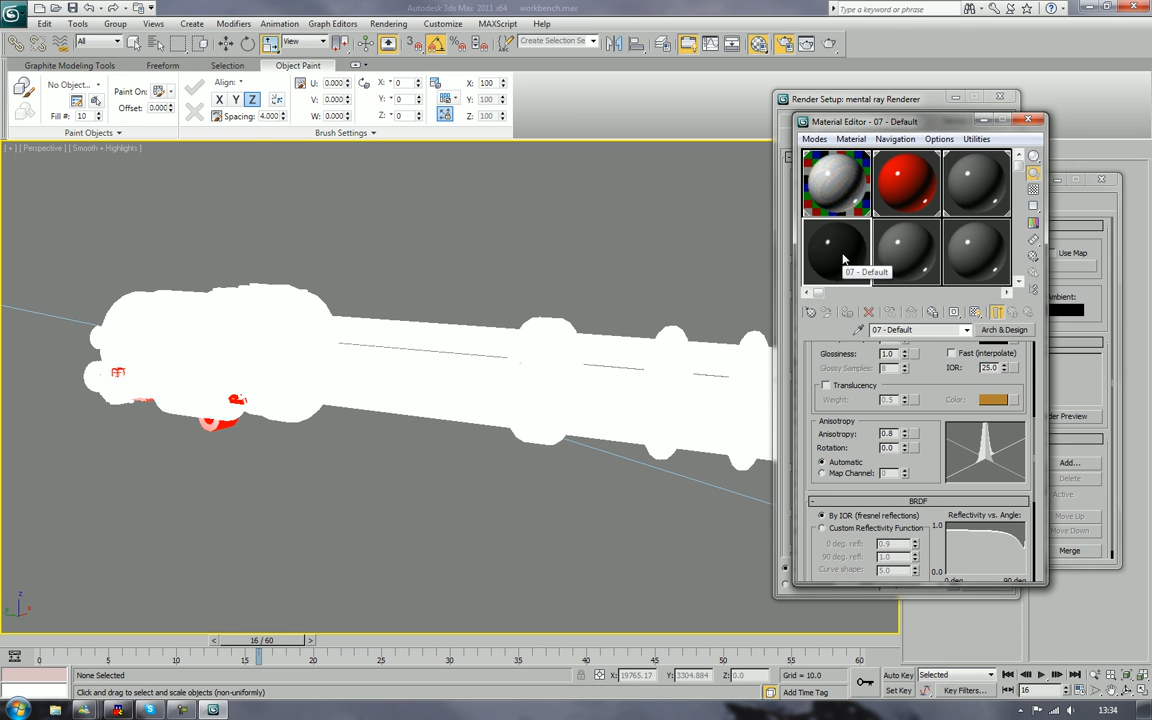 Autodesk 3ds Max 2011 x64 workbench.max
Type a keyword or phrase
Edit Tools Group Views Create Modifiers Animation Graph Editors Rendering Customize MAXScript Help
All View Create Selection Se
Graphite Modeling Tools Freeform Selection Object Paint
No Object... Paint On: Align: U: 0.000 X: 0 X: 100
Offset: 0.000 X Y Z V: 0.000 Y: 0 Y: 100
Fill #: 10 Spacing: 4.000 W: 0.000 Z: 0 Z: 100
Paint Objects Brush Settings
[ + ] [ Perspective ] [ Smooth + Highlights ]
Render Setup: mental ray Renderer
Material Editor - 07 - Default
Modes Material Navigation Options Utilities
07 - Default
07 - Default Arch & Design
Glossiness: 1.0 Fast (interpolate)
Glossy Samples: 8 IOR: 25.0
Translucency
Weight: 0.5 Color:
Anisotropy
Anisotropy: 0.8
Rotation: 0.0
Automatic
Map Channel: 0
BRDF
By IOR (fresnel reflections) Reflectivity vs. Angle:
Custom Reflectivity Function 1.0
0 deg. refl: 0.9
90 deg. refl: 1.0
Curve shape: 5.0 0.0
0 deg. 90 deg.
Use Map
Ambient:
der Preview
Add...
Delete
Active
Move Up
Move Down
Merge
z
x
< 16 / 60 >
0 5 10 15 20 25 30 35 40 45 50 55 60
None Selected X: 19765.17 Y: 3304.884 Z: 0.0 Grid = 10.0 Auto Key Selected
Click and drag to select and scale objects (non-uniformly) Add Time Tag Set Key Key Filters... 16
13:34